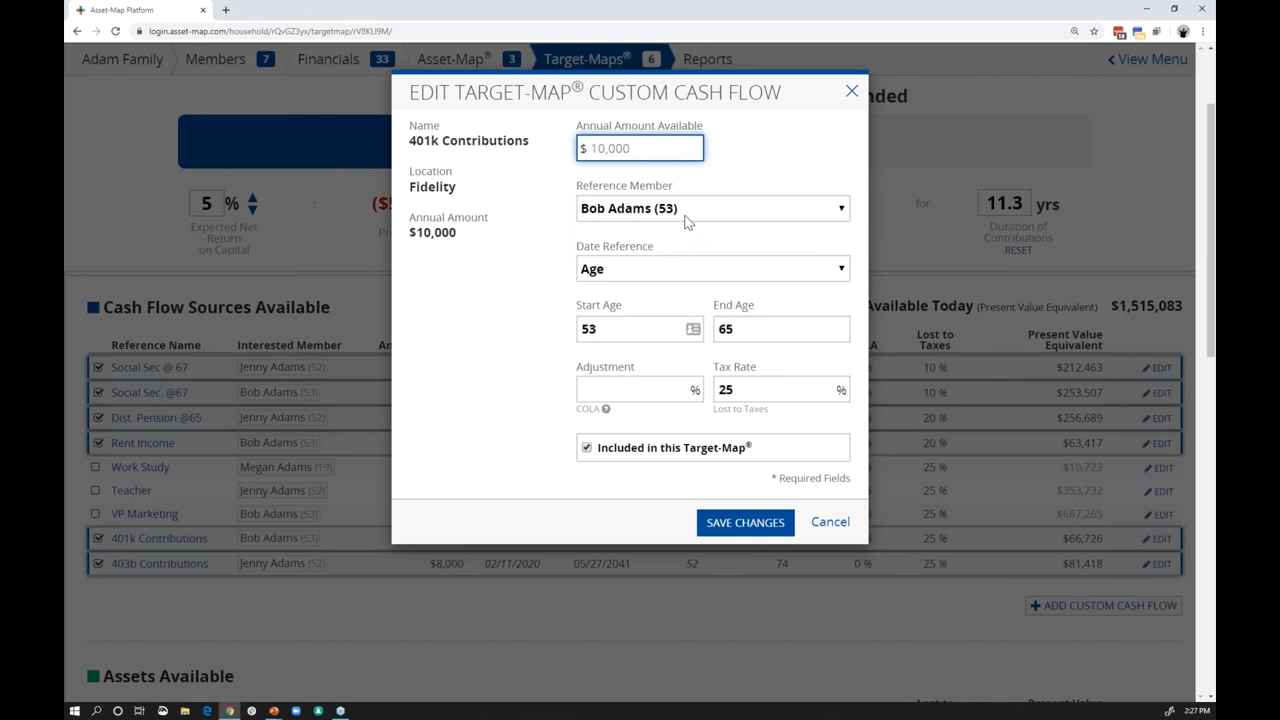 Asset-Map Platform
login.asset-map.com/household/rQvGZ3yx/targetmap/rV8KLI9M/
Adam Family
Members 7
Financials 33
Asset-Map® 3
Target-Maps® 6
Reports
View Menu
EDIT TARGET-MAP® CUSTOM CASH FLOW
Name
401k Contributions
Location
Fidelity
Annual Amount
$10,000
Annual Amount Available
$ 10,000
Reference Member
Bob Adams (53)
Date Reference
Age
Start Age
53
End Age
65
Adjustment
%
COLA
Tax Rate
25 %
Lost to Taxes
Included in this Target-Map®
* Required Fields
SAVE CHANGES
Cancel
5 %
Expected Net
Return
on Capital
:
for
11.3 yrs
Duration of
Contributions
RESET
Cash Flow Sources Available
Available Today (Present Value Equivalent) $1,515,083
Reference Name Interested Member Lost to Taxes Present Value Equivalent
Social Sec @ 67 Jenny Adams (52) 10 % $212,463 EDIT
Social Sec. @67 Bob Adams (53) 10 % $253,507 EDIT
Dist. Pension @65 Jenny Adams (52) 20 % $256,689 EDIT
Rent Income Bob Adams (53) 20 % $63,417 EDIT
Work Study Megan Adams (19) 25 % $10,723 EDIT
Teacher Jenny Adams (52) 25 % $353,732 EDIT
VP Marketing Bob Adams (53) 25 % $667,265 EDIT
401k Contributions Bob Adams (53) 25 % $66,726 EDIT
403b Contributions Jenny Adams (52) $8,000 02/11/2020 05/27/2041 52 74 0 % 25 % $81,418 EDIT
ADD CUSTOM CASH FLOW
Assets Available
2:27 PM